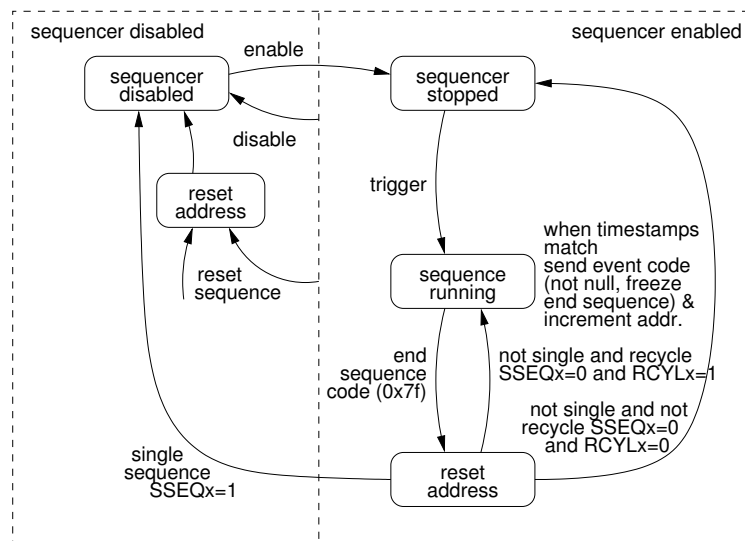 sequencer disabled
sequencer enabled
enable
sequencer
disabled
sequencer
stopped
disable
trigger
reset
address
reset
sequence
when timestamps
match
send event code
(not null, freeze
end sequence) &
increment addr.
sequence
running
end
sequence
code (0x7f)
not single and recycle
SSEQx=0 and RCYLx=1
not single and not
recycle SSEQx=0
and RCYLx=0
single
sequence
SSEQx=1
reset
address